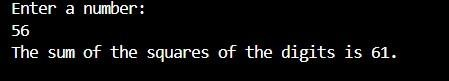 Enter a number:
56
The sum of the squares of the digits is 61.